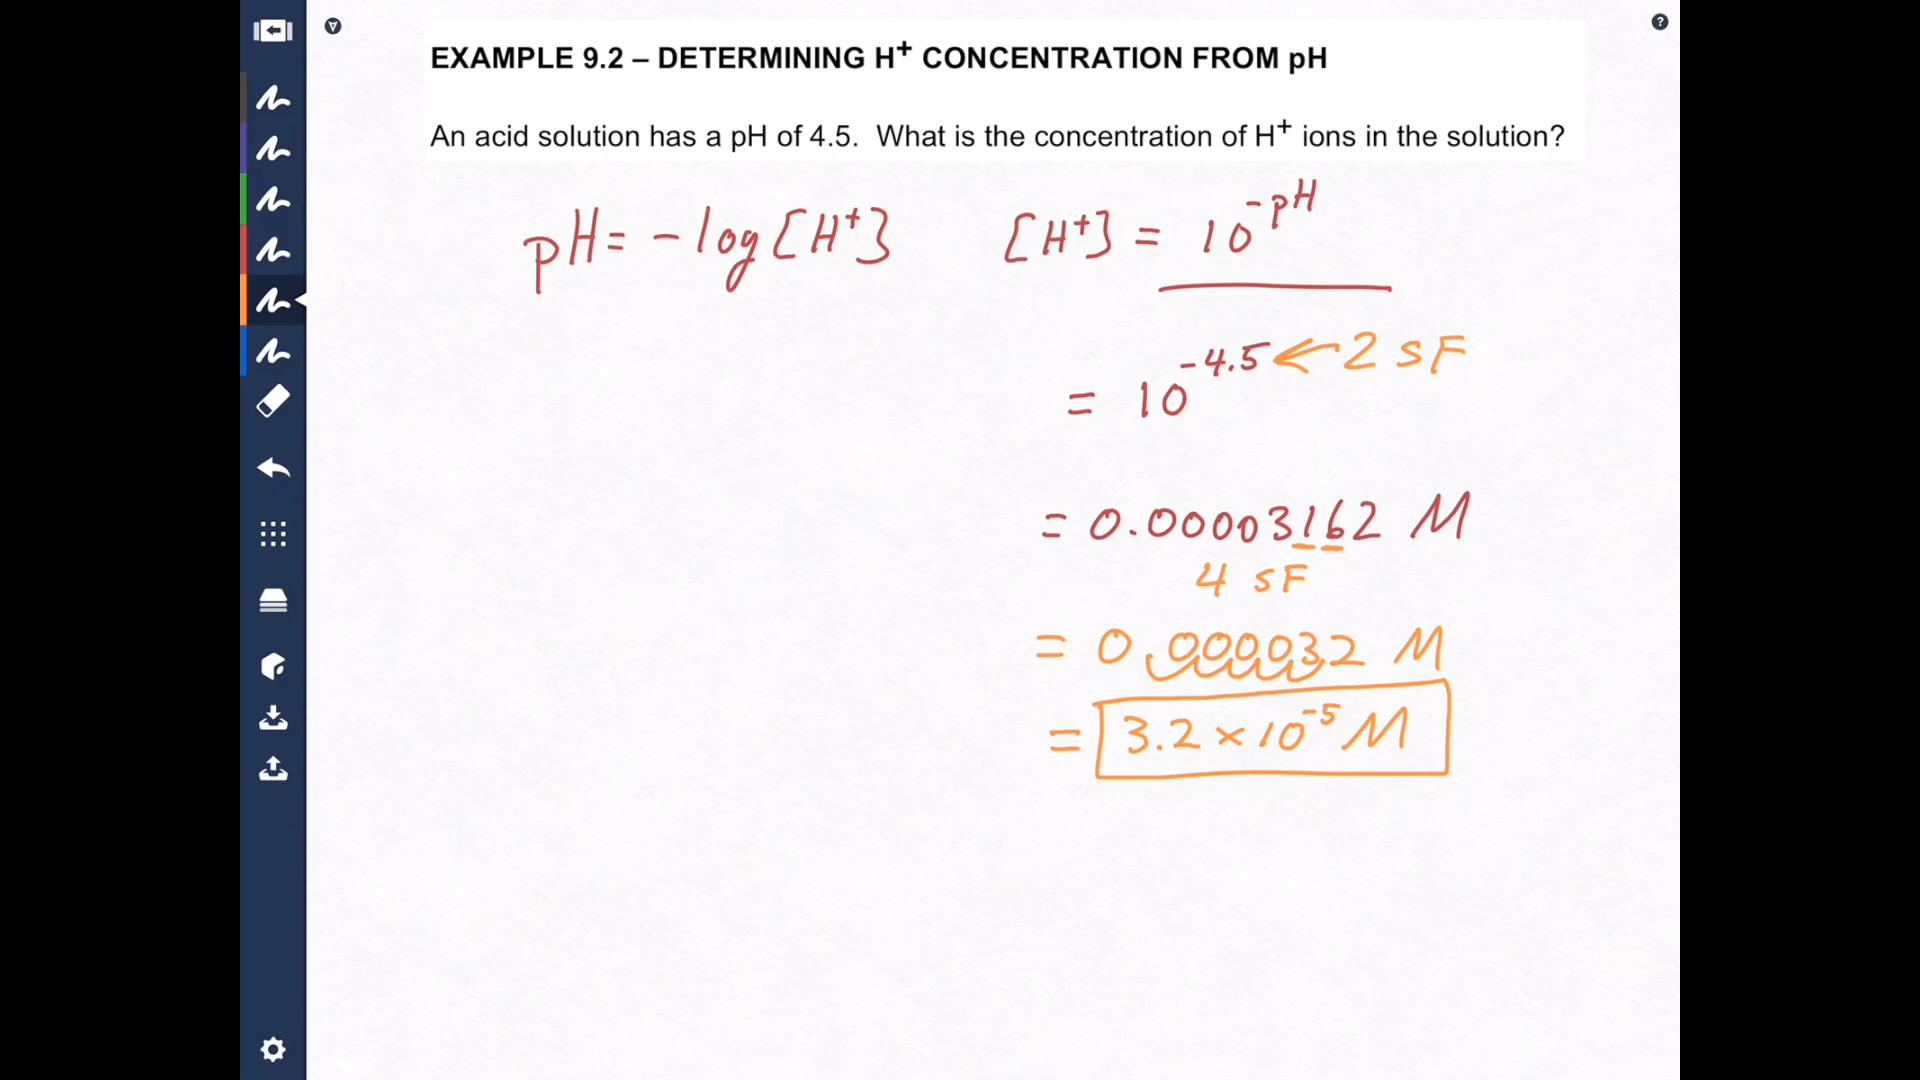 EXAMPLE 9.2 – DETERMINING H⁺ CONCENTRATION FROM pH
An acid solution has a pH of 4.5. What is the concentration of H⁺ ions in the solution?
pH = -log[H⁺] [H⁺] = 10^-pH
= 10^-4.5 ← 2 SF
= 0.00003162 M
4 SF
= 0.000032 M
= 3.2 × 10⁻⁵ M